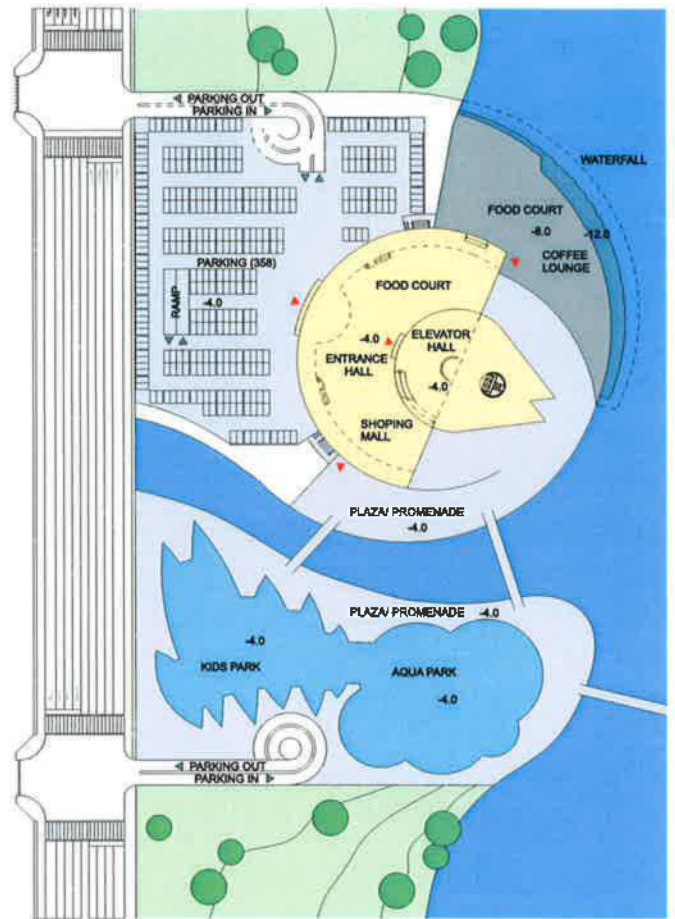 PARKING OUT
PARKING IN
WATERFALL
FOOD COURT
-8.0
-12.0
COFFEE
LOUNGE
PARKING (358)
RAMP
-4.0
FOOD COURT
-4.0
ELEVATOR
HALL
ENTRANCE
HALL
-4.0
SHOPING
MALL
PLAZA/ PROMENADE
-4.0
PLAZA/ PROMENADE
-4.0
-4.0
KIDS PARK
AQUA PARK
-4.0
PARKING OUT
PARKING IN